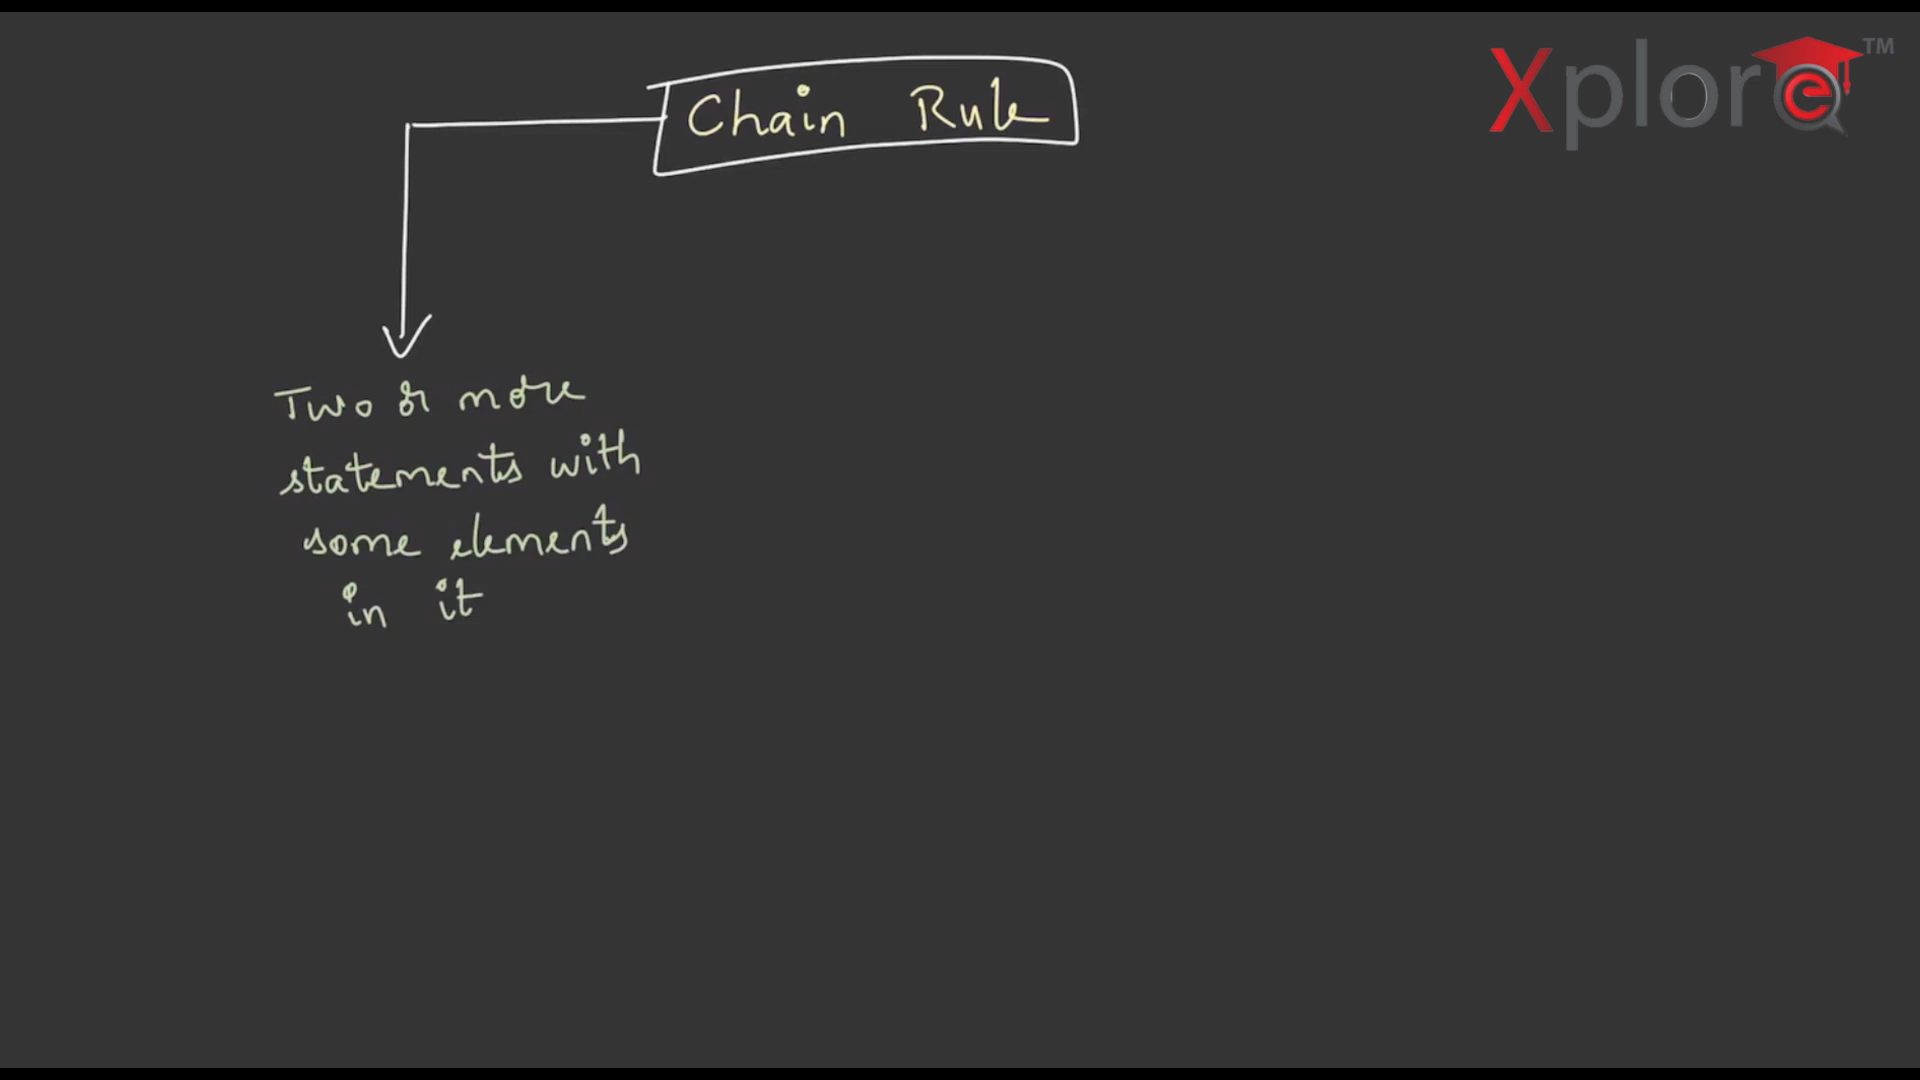 Chain Rule
Xplore™
Two or more
statements with
some elements
in it